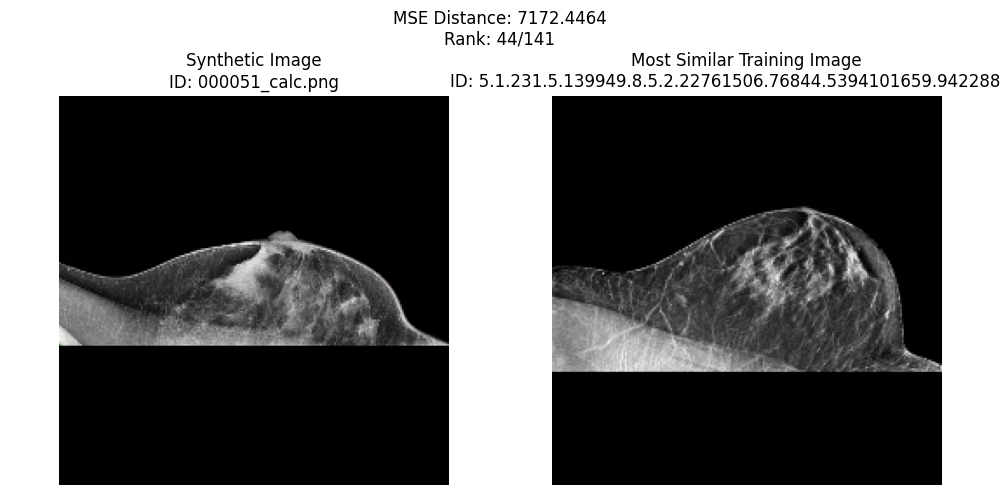 MSE Distance: 7172.4464
Rank: 44/141
Synthetic Image
ID: 000051_calc.png
Most Similar Training Image
ID: 5.1.231.5.139949.8.5.2.22761506.76844.5394101659.942288